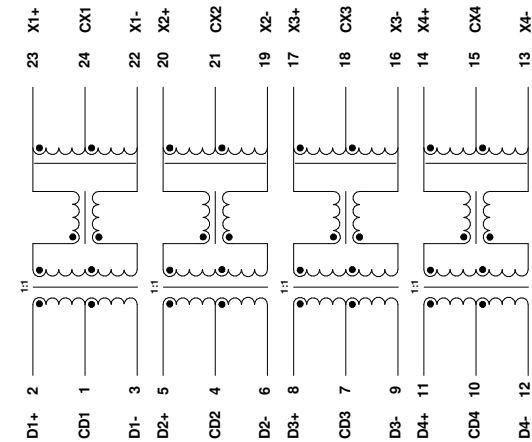 X1+ CX1 X1- X2+ CX2 X2- X3+ CX3 X3- X4+ CX4 X4-
23 24 22 20 21 19 17 18 16 14 15 13
1:1 1:1 1:1 1:1
2 1 3 5 4 6 8 7 9 11 10 12
D1+ CD1 D1- D2+ CD2 D2- D3+ CD3 D3- D4+ CD4 D4-